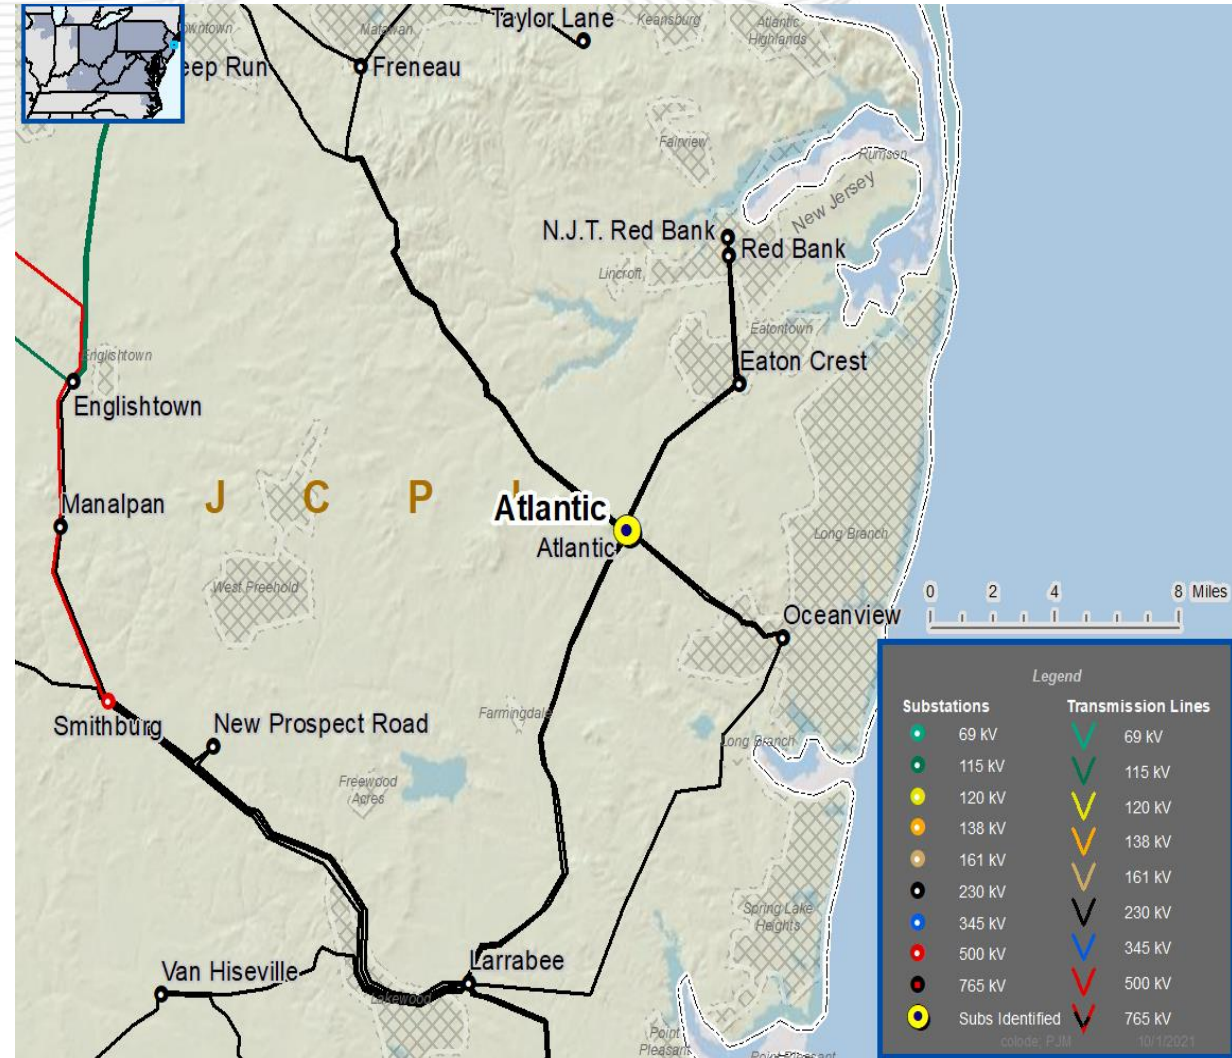 Taylor Lane
Keansburg
Atlantic
Highlands
Matawan
eep Run
Freneau
Fairview
Rumson
New Jersey
N.J.T. Red Bank
Red Bank
Lincroft
Eatontown
Englishtown
Eaton Crest
Englishtown
J C P L
Manalpan
Atlantic
Atlantic
Long Branch
West Freehold
0 2 4 8 Miles
Oceanview
Smithburg
New Prospect Road
Farmingdale
Long Branch
Freewood
Acres
Spring Lake
Heights
Van Hiseville
Larrabee
Lakewood
Point
Pleasant
Point Pleasant
Legend
Substations Transmission Lines
69 kV 69 kV
115 kV 115 kV
120 kV 120 kV
138 kV 138 kV
161 kV 161 kV
230 kV 230 kV
345 kV 345 kV
500 kV 500 kV
765 kV 765 kV
Subs Identified
colode: PJM 10/1/2021